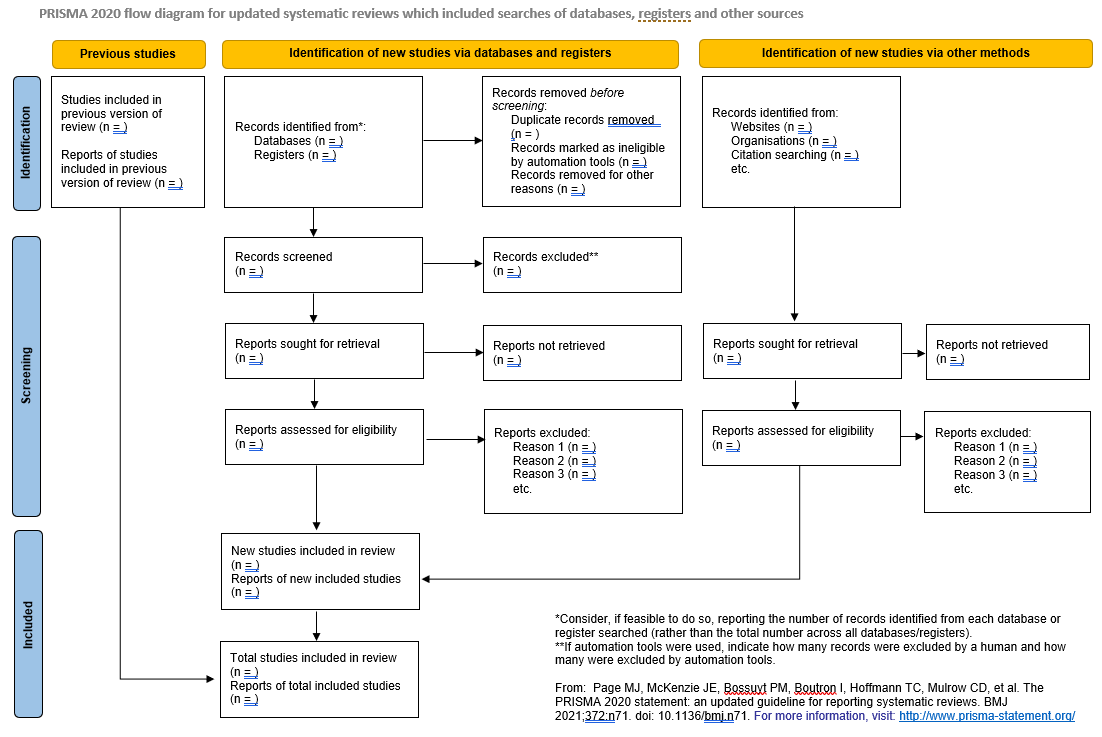 PRISMA 2020 flow diagram for updated systematic reviews which included searches of databases, registers and other sources
Previous studies
Identification of new studies via databases and registers
Identification of new studies via other methods
Identification
Studies included in
previous version of
review (n = )
Reports of studies
included in previous
version of review (n = )
Records identified from*:
Databases (n = )
Registers (n = )
Records removed before
screening:
Duplicate records removed
(n = )
Records marked as ineligible
by automation tools (n = )
Records removed for other
reasons (n = )
Records identified from:
Websites (n = )
Organisations (n = )
Citation searching (n = )
etc.
Screening
Records screened
(n = )
Records excluded**
(n = )
Reports sought for retrieval
(n = )
Reports not retrieved
(n = )
Reports sought for retrieval
(n = )
Reports not retrieved
(n = )
Reports assessed for eligibility
(n = )
Reports excluded:
Reason 1 (n = )
Reason 2 (n = )
Reason 3 (n = )
etc.
Reports assessed for eligibility
(n = )
Reports excluded:
Reason 1 (n = )
Reason 2 (n = )
Reason 3 (n = )
etc.
Included
New studies included in review
(n = )
Reports of new included studies
(n = )
Total studies included in review
(n = )
Reports of total included studies
(n = )
*Consider, if feasible to do so, reporting the number of records identified from each database or
register searched (rather than the total number across all databases/registers).
**If automation tools were used, indicate how many records were excluded by a human and how
many were excluded by automation tools.
From: Page MJ, McKenzie JE, Bossuyt PM, Boutron I, Hoffmann TC, Mulrow CD, et al. The
PRISMA 2020 statement: an updated guideline for reporting systematic reviews. BMJ
2021;372:n71. doi: 10.1136/bmj.n71. For more information, visit: http://www.prisma-statement.org/